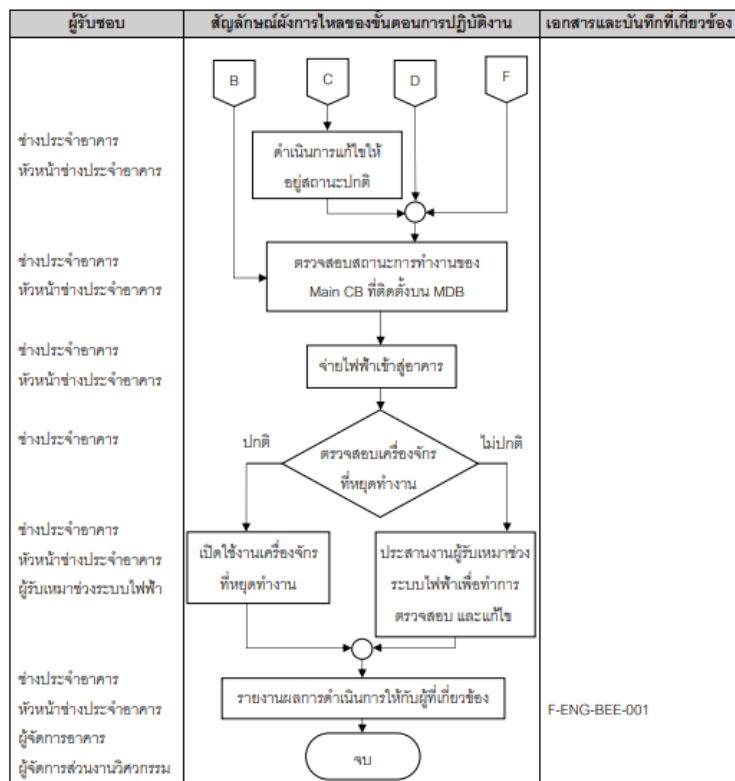 ผู้รับชอบ สัญลักษณ์ผังการไหลของขั้นตอนการปฏิบัติงาน เอกสารและบันทึกที่เกี่ยวข้อง
B C D F
ช่างประจำอาคาร
หัวหน้าช่างประจำอาคาร
ดำเนินการแก้ไขให้
อยู่สถานะปกติ
ช่างประจำอาคาร
หัวหน้าช่างประจำอาคาร
ตรวจสอบสถานะการทำงานของ
Main CB ที่ติดตั้งบน MDB
ช่างประจำอาคาร
หัวหน้าช่างประจำอาคาร
จ่ายไฟฟ้าเข้าสู่อาคาร
ช่างประจำอาคาร
ปกติ
ไม่ปกติ
ตรวจสอบเครื่องจักร
ที่หยุดทำงาน
ช่างประจำอาคาร
หัวหน้าช่างประจำอาคาร
ผู้รับเหมาช่วงระบบไฟฟ้า
เปิดใช้งานเครื่องจักร
ที่หยุดทำงาน
ประสานงานผู้รับเหมาช่วง
ระบบไฟฟ้าเพื่อทำการ
ตรวจสอบ และแก้ไข
ช่างประจำอาคาร
หัวหน้าช่างประจำอาคาร
ผู้จัดการอาคาร
ผู้จัดการส่วนงานวิศวกรรม
รายงานผลการดำเนินการให้กับผู้ที่เกี่ยวข้อง
F-ENG-BEE-001
จบ